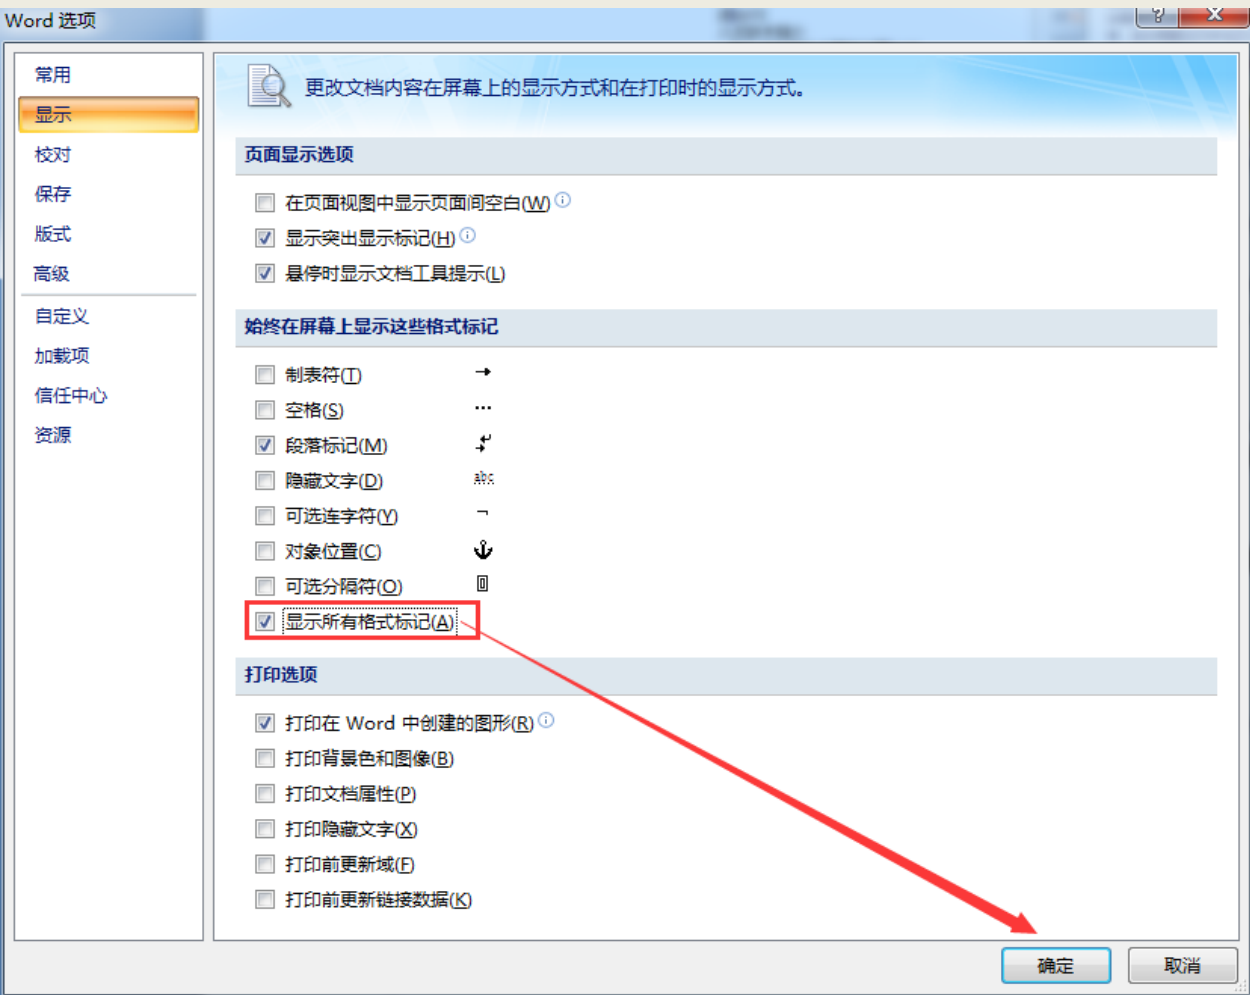 Word 选项
常用
显示
校对
保存
版式
高级
自定义
加载项
信任中心
资源
更改文档内容在屏幕上的显示方式和在打印时的显示方式。
页面显示选项
在页面视图中显示页面间空白(W)
显示突出显示标记(H)
悬停时显示文档工具提示(L)
始终在屏幕上显示这些格式标记
制表符(T)
空格(S)
段落标记(M)
隐藏文字(D) abc
可选连字符(Y)
对象位置(C)
可选分隔符(O)
显示所有格式标记(A)
打印选项
打印在 Word 中创建的图形(R)
打印背景色和图像(B)
打印文档属性(P)
打印隐藏文字(X)
打印前更新域(F)
打印前更新链接数据(K)
确定 取消